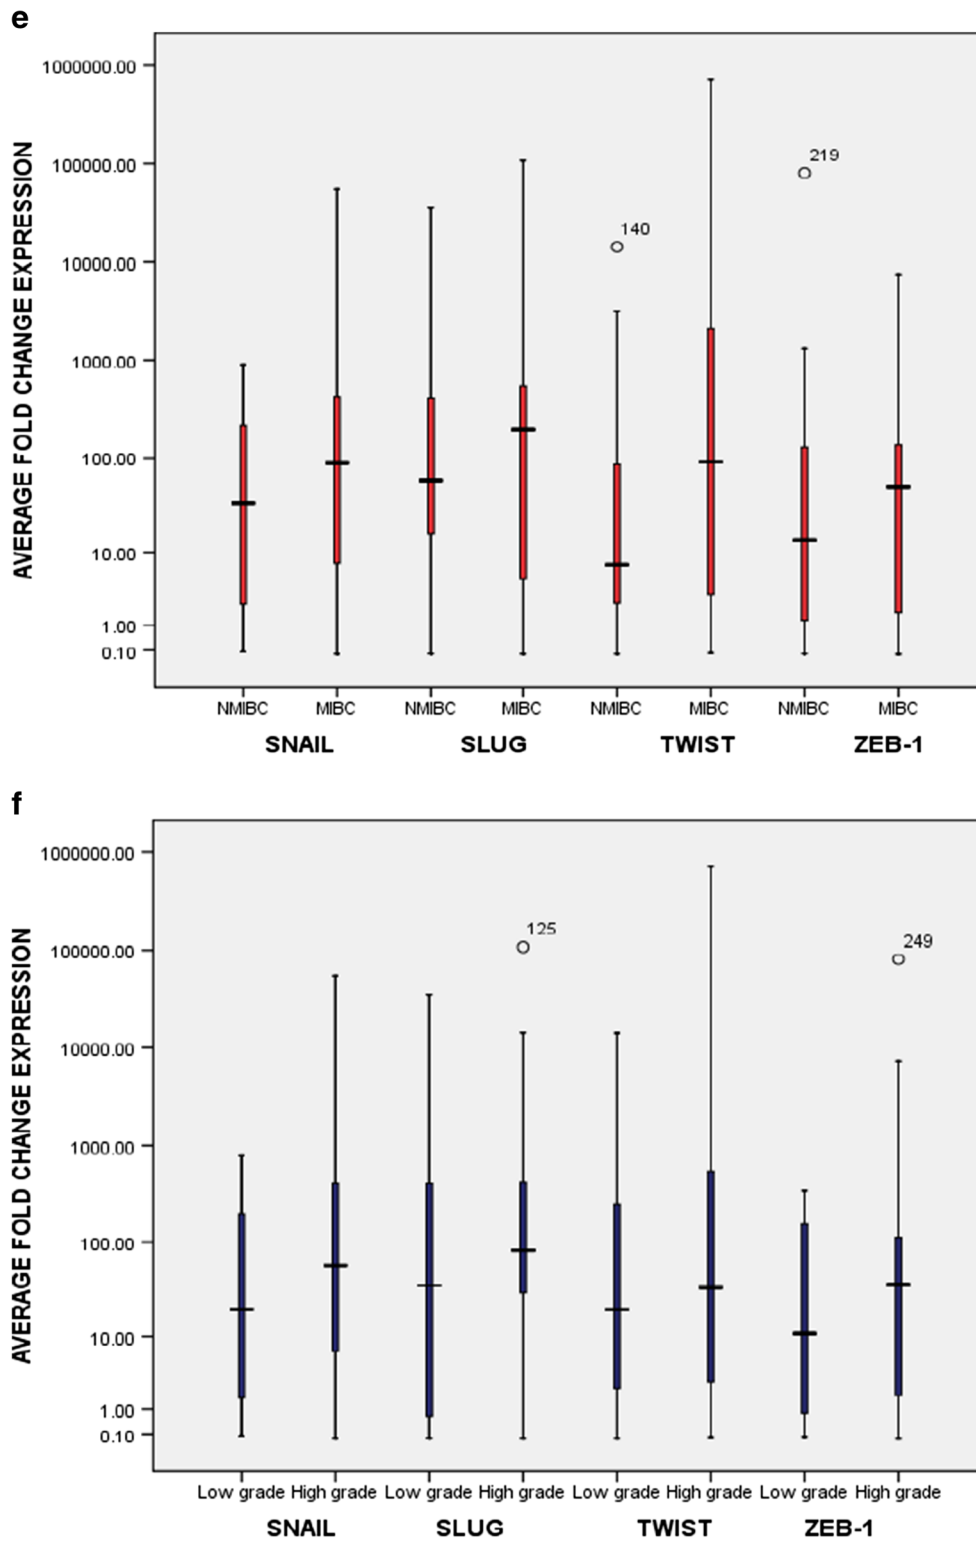 e
AVERAGE FOLD CHANGE EXPRESSION
1000000.00
100000.00
10000.00
1000.00
100.00
10.00
1.00
0.10
140
219
NMIBC MIBC NMIBC MIBC NMIBC MIBC NMIBC MIBC
SNAIL SLUG TWIST ZEB-1
f
AVERAGE FOLD CHANGE EXPRESSION
1000000.00
100000.00
10000.00
1000.00
100.00
10.00
1.00
0.10
125
249
Low grade High grade Low grade High grade Low grade High grade Low grade High grade
SNAIL SLUG TWIST ZEB-1